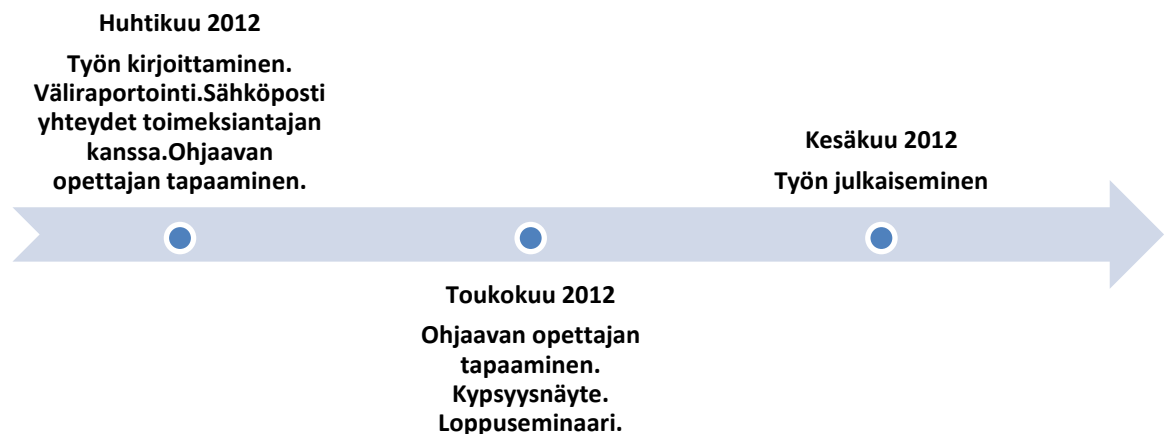 Huhtikuu 2012
Työn kirjoittaminen.
Väliraportointi.Sähköposti
yhteydet toimeksiantajan
kanssa.Ohjaavan
opettajan tapaaminen.
Kesäkuu 2012
Työn julkaiseminen
Toukokuu 2012
Ohjaavan opettajan
tapaaminen.
Kypsyysnäyte.
Loppuseminaari.